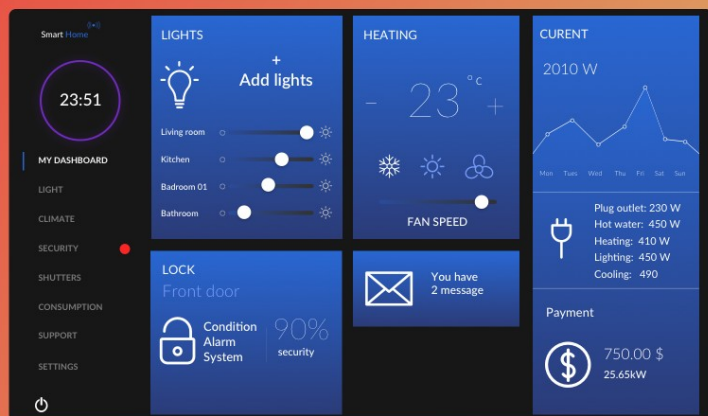 Smart Home
23:51
MY DASHBOARD
LIGHT
CLIMATE
SECURITY
SHUTTERS
CONSUMPTION
SUPPORT
SETTINGS
LIGHTS
+
Add lights
Living room
Kitchen
Badroom 01
Bathroom
HEATING
- 23 °C +
FAN SPEED
CURENT
2010 W
Mon Tues Wed Thu Fri Sat Sun
Plug outlet: 230 W
Hot water: 450 W
Heating: 410 W
Lighting: 450 W
Cooling: 490
LOCK
Front door
Condition
Alarm
System
90%
security
You have
2 message
Payment
$
750.00 $
25.65kW